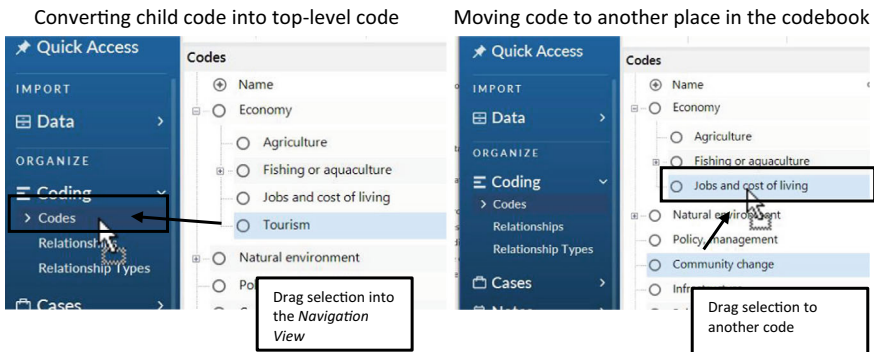 Converting child code into top-level code
Quick Access
IMPORT
Data
ORGANIZE
Coding
Codes
Relationships
Relationship Types
Cases
Codes
Name
Economy
Agriculture
Fishing or aquaculture
Jobs and cost of living
Tourism
Natural environment
Drag selection into
the Navigation
View
Moving code to another place in the codebook
Quick Access
IMPORT
Data
ORGANIZE
Coding
Codes
Relationships
Relationship Types
Cases
Notes
Codes
Name
Economy
Agriculture
Fishing or aquaculture
Jobs and cost of living
Natural environment
Policy, management
Community change
Drag selection to
another code